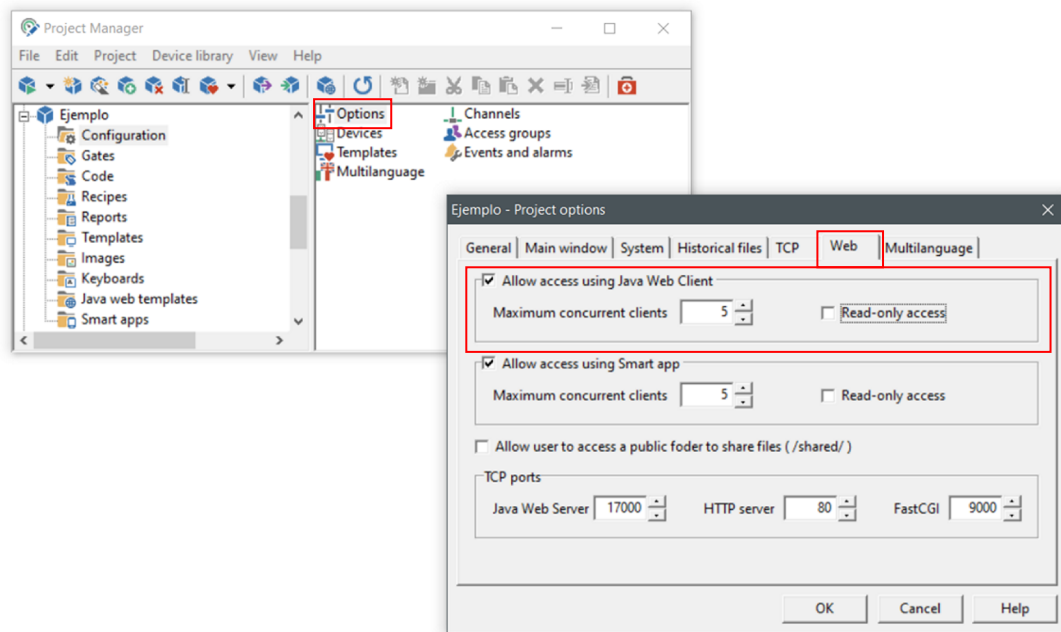 Project Manager
File Edit Project Device library View Help
Ejemplo
Configuration
Gates
Code
Recipes
Reports
Templates
Images
Keyboards
Java web templates
Smart apps
Options
Devices
Templates
Multilanguage
Channels
Access groups
Events and alarms
Ejemplo - Project options
General Main window System Historical files TCP Web Multilanguage
Allow access using Java Web Client
Maximum concurrent clients 5 Read-only access
Allow access using Smart app
Maximum concurrent clients 5 Read-only access
Allow user to access a public foder to share files ( /shared/ )
TCP ports
Java Web Server 17000 HTTP server 80 FastCGI 9000
OK Cancel Help